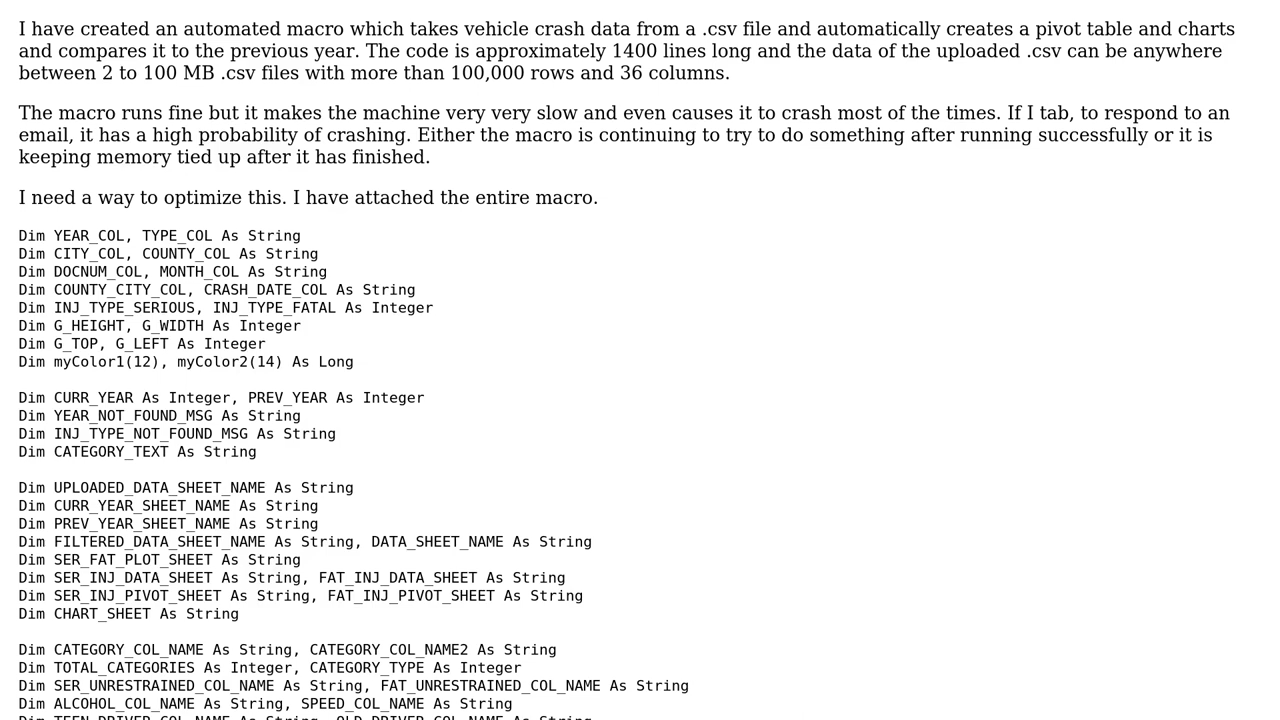 I have created an automated macro which takes vehicle crash data from a .csv file and automatically creates a pivot table and charts
and compares it to the previous year. The code is approximately 1400 lines long and the data of the uploaded .csv can be anywhere
between 2 to 100 MB .csv files with more than 100,000 rows and 36 columns.
The macro runs fine but it makes the machine very very slow and even causes it to crash most of the times. If I tab, to respond to an
email, it has a high probability of crashing. Either the macro is continuing to try to do something after running successfully or it is
keeping memory tied up after it has finished.
I need a way to optimize this. I have attached the entire macro.
Dim YEAR_COL, TYPE_COL As String
Dim CITY_COL, COUNTY_COL As String
Dim DOCNUM_COL, MONTH_COL As String
Dim COUNTY_CITY_COL, CRASH_DATE_COL As String
Dim INJ_TYPE_SERIOUS, INJ_TYPE_FATAL As Integer
Dim G_HEIGHT, G_WIDTH As Integer
Dim G_TOP, G_LEFT As Integer
Dim myColor1(12), myColor2(14) As Long
Dim CURR_YEAR As Integer, PREV_YEAR As Integer
Dim YEAR_NOT_FOUND_MSG As String
Dim INJ_TYPE_NOT_FOUND_MSG As String
Dim CATEGORY_TEXT As String
Dim UPLOADED_DATA_SHEET_NAME As String
Dim CURR_YEAR_SHEET_NAME As String
Dim PREV_YEAR_SHEET_NAME As String
Dim FILTERED_DATA_SHEET_NAME As String, DATA_SHEET_NAME As String
Dim SER_FAT_PLOT_SHEET As String
Dim SER_INJ_DATA_SHEET As String, FAT_INJ_DATA_SHEET As String
Dim SER_INJ_PIVOT_SHEET As String, FAT_INJ_PIVOT_SHEET As String
Dim CHART_SHEET As String
Dim CATEGORY_COL_NAME As String, CATEGORY_COL_NAME2 As String
Dim TOTAL_CATEGORIES As Integer, CATEGORY_TYPE As Integer
Dim SER_UNRESTRAINED_COL_NAME As String, FAT_UNRESTRAINED_COL_NAME As String
Dim ALCOHOL_COL_NAME As String, SPEED_COL_NAME As String
Dim TEEN_DRIVER_COL_NAME As String, OLD_DRIVER_COL_NAME As String